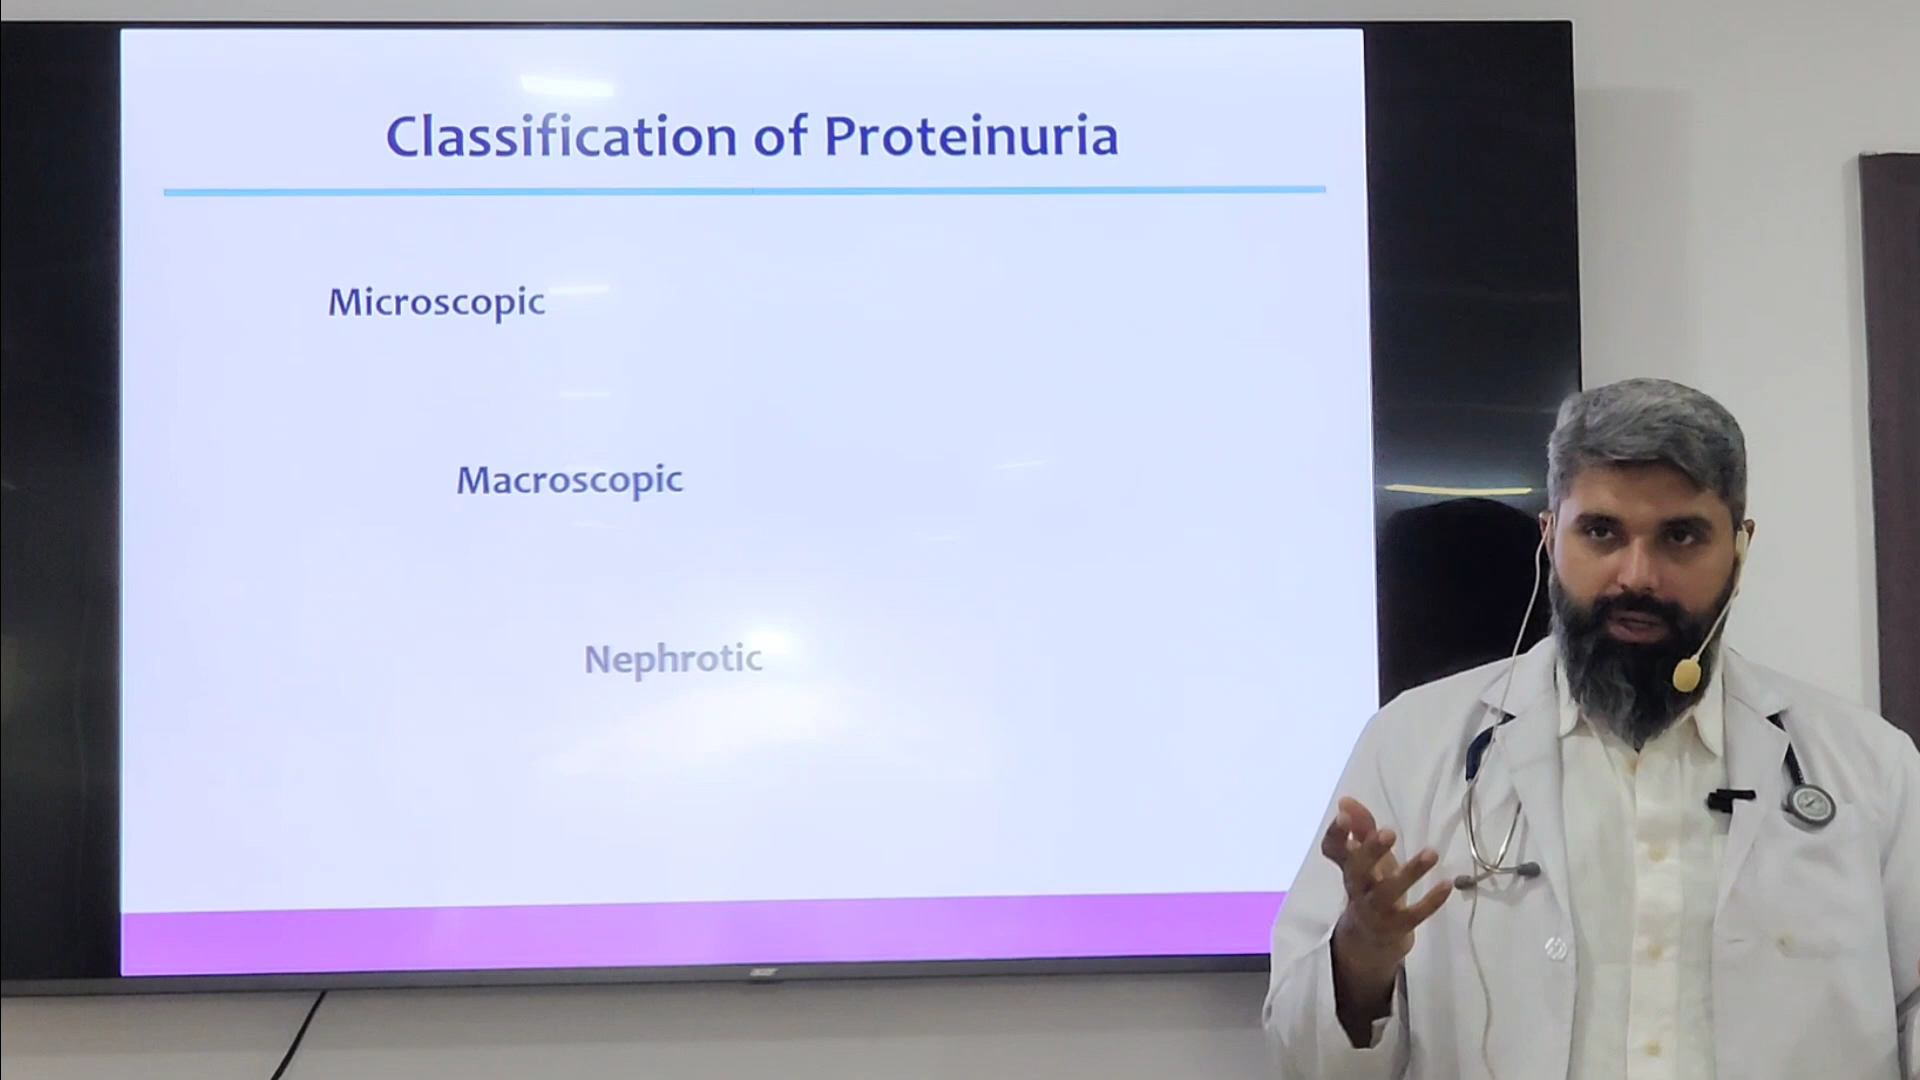 Classification of Proteinuria
Microscopic
Macroscopic
Nephrotic